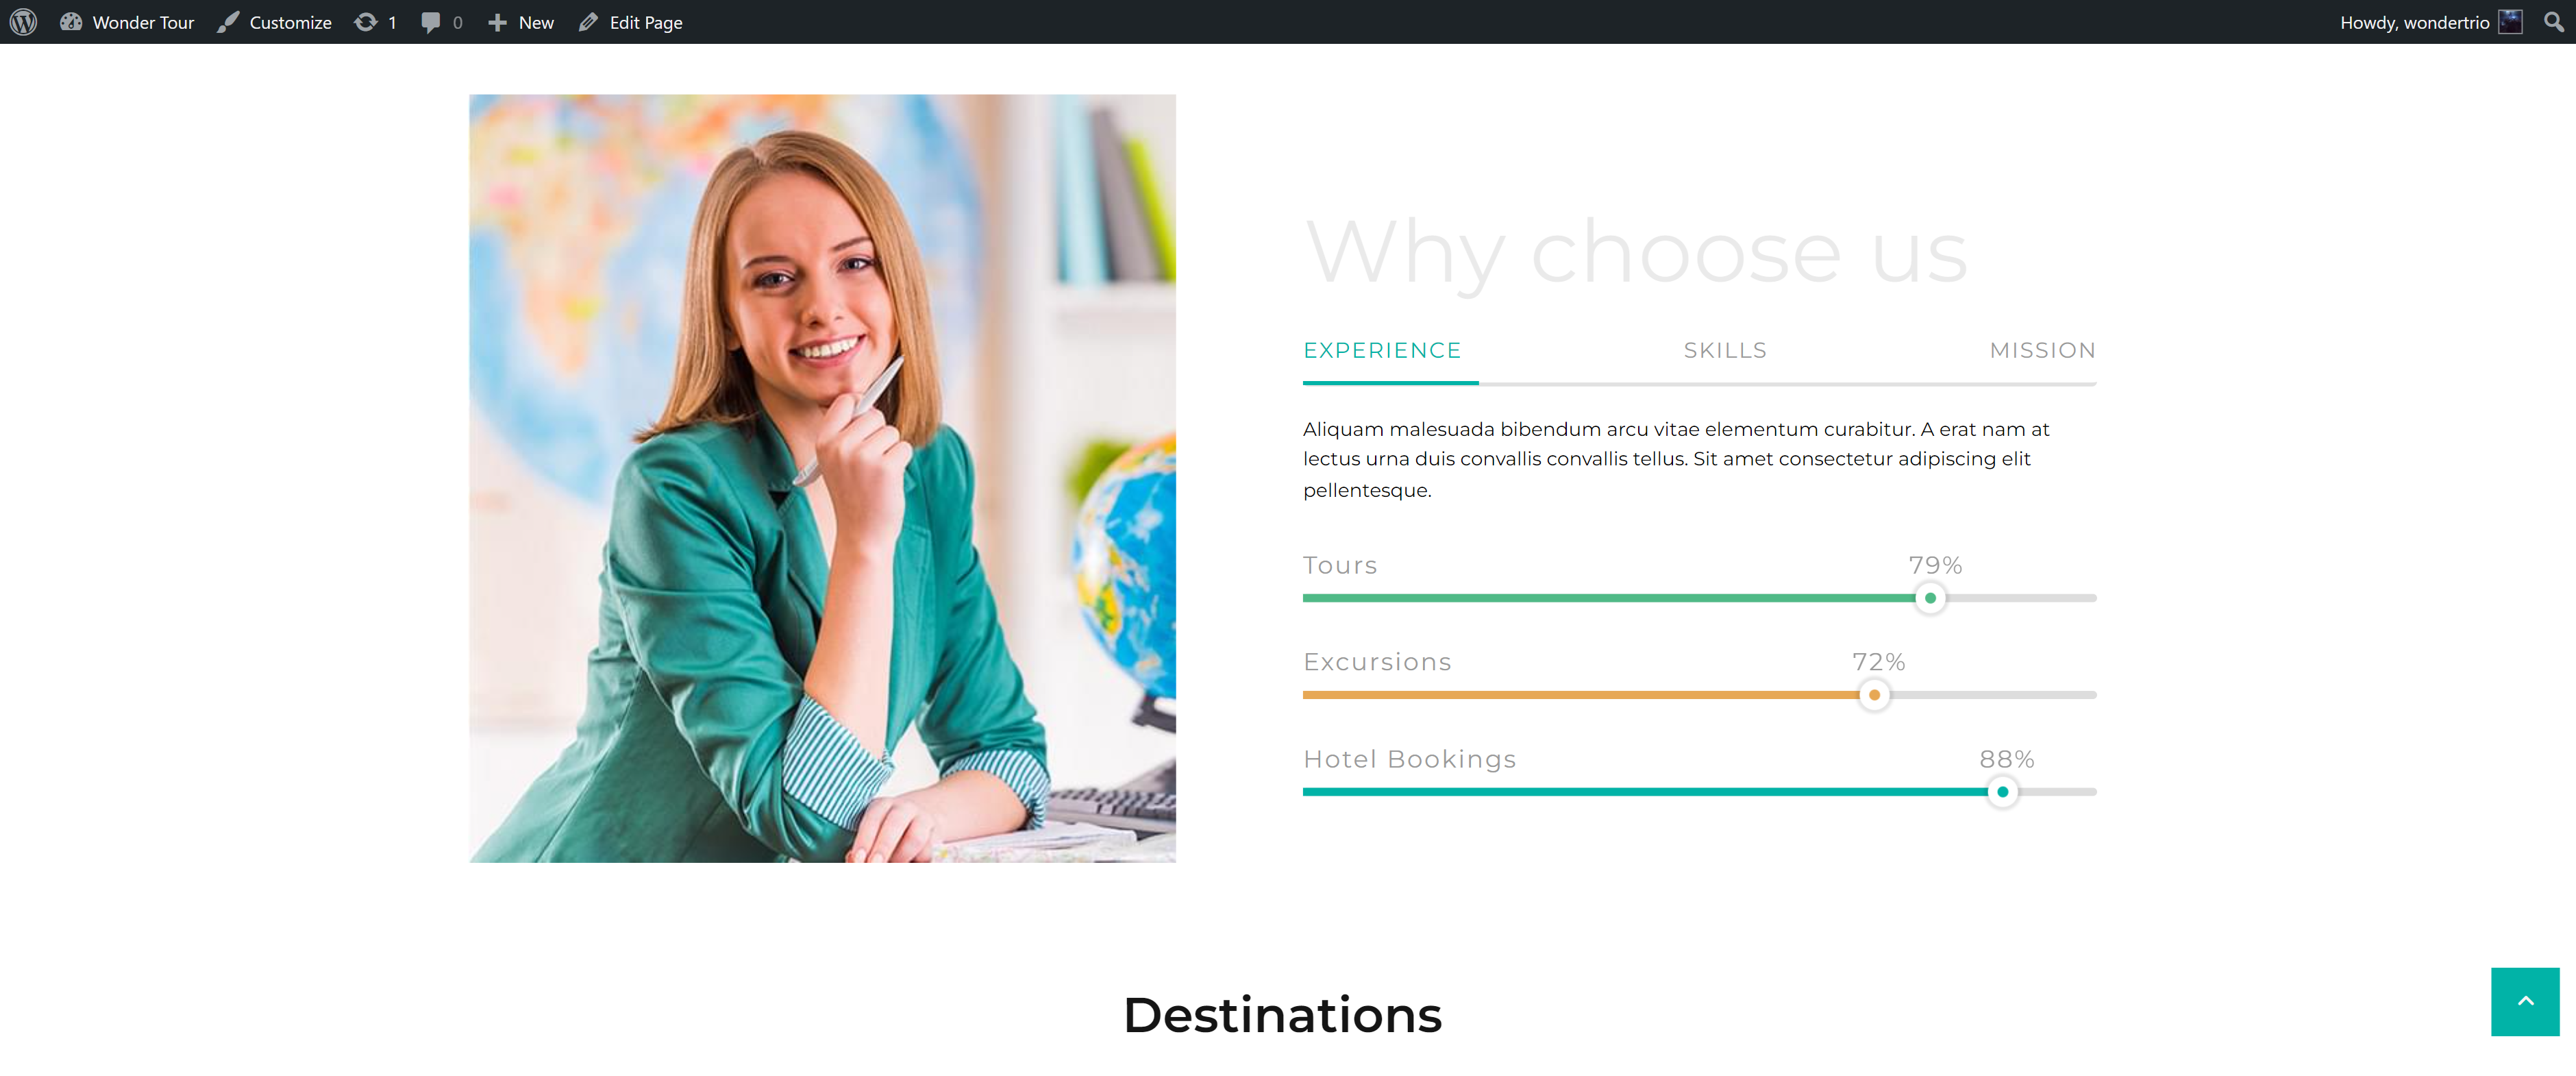 Wonder Tour Customize 1 0 New Edit Page Howdy, wondertrio
Why choose us
EXPERIENCE SKILLS MISSION
Aliquam malesuada bibendum arcu vitae elementum curabitur. A erat nam at
lectus urna duis convallis convallis tellus. Sit amet consectetur adipiscing elit
pellentesque.
Tours 79%
Excursions 72%
Hotel Bookings 88%
Destinations